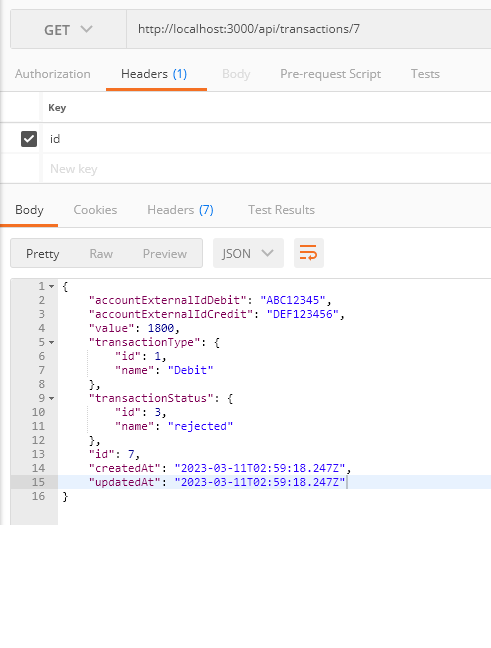 GET http://localhost:3000/api/transactions/7
Authorization Headers (1) Body Pre-request Script Tests
Key
id
New key
Body Cookies Headers (7) Test Results
Pretty Raw Preview JSON
1 {
2 "accountExternalIdDebit": "ABC12345",
3 "accountExternalIdCredit": "DEF123456",
4 "value": 1800,
5 "transactionType": {
6 "id": 1,
7 "name": "Debit"
8 },
9 "transactionStatus": {
10 "id": 3,
11 "name": "rejected"
12 },
13 "id": 7,
14 "createdAt": "2023-03-11T02:59:18.247Z",
15 "updatedAt": "2023-03-11T02:59:18.247Z"
16 }